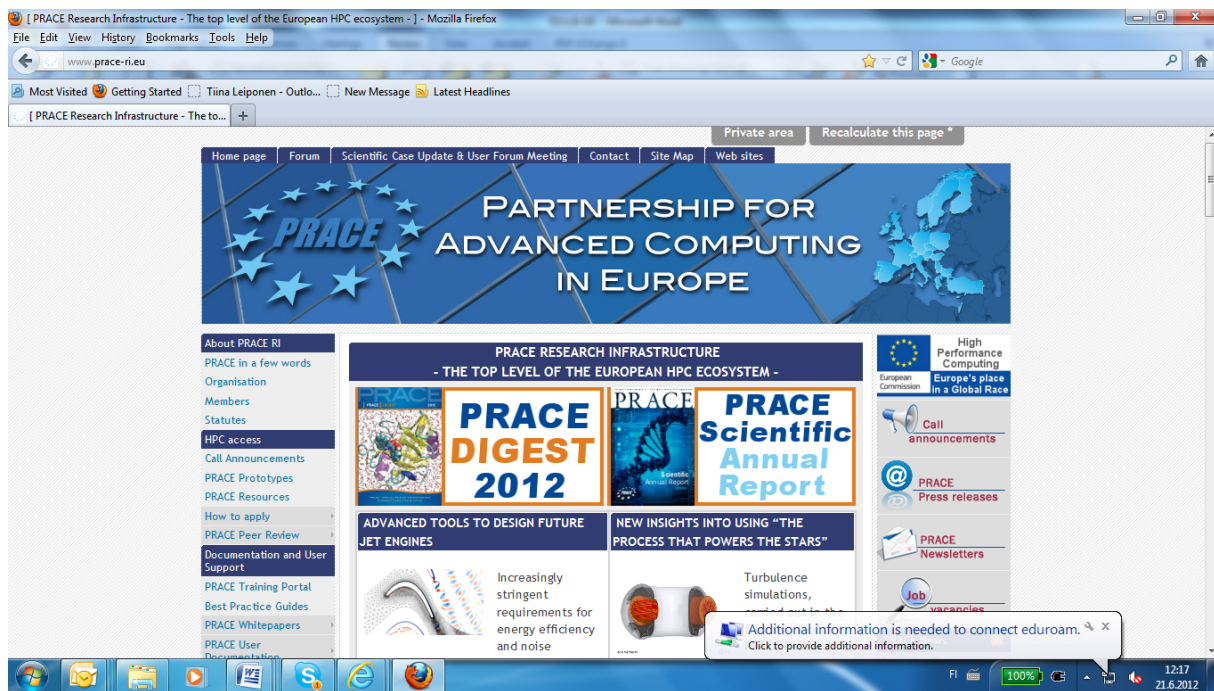 [ PRACE Research Infrastructure - The top level of the European HPC ecosystem - ] - Mozilla Firefox
File Edit View History Bookmarks Tools Help
www.prace-ri.eu
Google
Most Visited Getting Started Tiina Leiponen - Outlo... New Message Latest Headlines
[ PRACE Research Infrastructure - The to...
Private area Recalculate this page *
Home page Forum Scientific Case Update & User Forum Meeting Contact Site Map Web sites
PRACE
PARTNERSHIP FOR
ADVANCED COMPUTING
IN EUROPE
About PRACE RI
PRACE in a few words
Organisation
Members
Statutes
HPC access
Call Announcements
PRACE Prototypes
PRACE Resources
How to apply
PRACE Peer Review
Documentation and User
Support
PRACE Training Portal
Best Practice Guides
PRACE Whitepapers
PRACE User
Documentation
PRACE RESEARCH INFRASTRUCTURE
- THE TOP LEVEL OF THE EUROPEAN HPC ECOSYSTEM -
PRACE
PRACE
DIGEST
2012
PRACE
Scientific
Annual Report
PRACE
Scientific
Annual
Report
ADVANCED TOOLS TO DESIGN FUTURE
JET ENGINES
Increasingly
stringent
requirements for
energy efficiency
and noise
NEW INSIGHTS INTO USING “THE
PROCESS THAT POWERS THE STARS”
Turbulence
simulations,
carried out in the
High
Performance
Computing
European
Commission
Europe's place
in a Global Race
Call
announcements
PRACE
Press releases
PRACE
Newsletters
Job
vacancies
Additional information is needed to connect eduroam.
Click to provide additional information.
FI 100% 12:17
21.6.2012